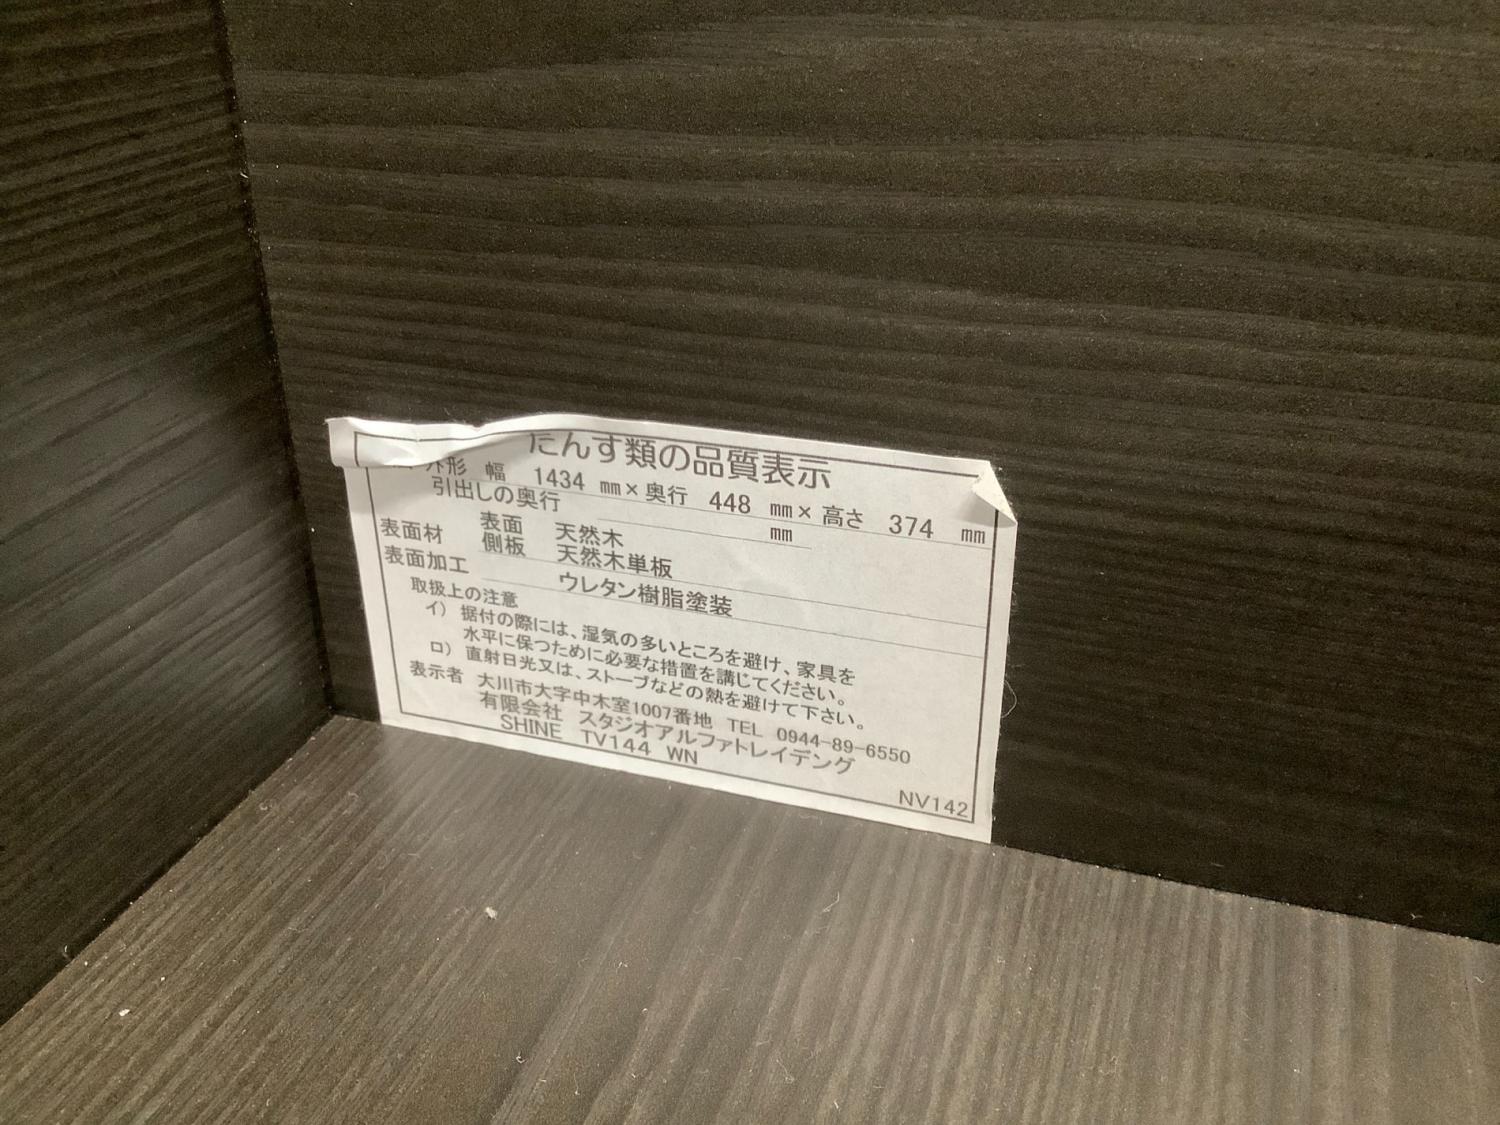 たんす類の品質表示
外形 幅 1434 mm×奥行 448 mm×高さ 374 mm
引出しの奥行 mm
表面材 表面 天然木
側板 天然木単板
表面加工 ウレタン樹脂塗装
取扱上の注意
イ) 据付の際には、湿気の多いところを避け、家具を
水平に保つために必要な措置を講じてください。
ロ) 直射日光又は、ストーブなどの熱を避けて下さい。
表示者 大川市大字中木室1007番地 TEL 0944-89-6550
有限会社 スタジオアルファトレイデング
SHINE TV144 WN
NV142